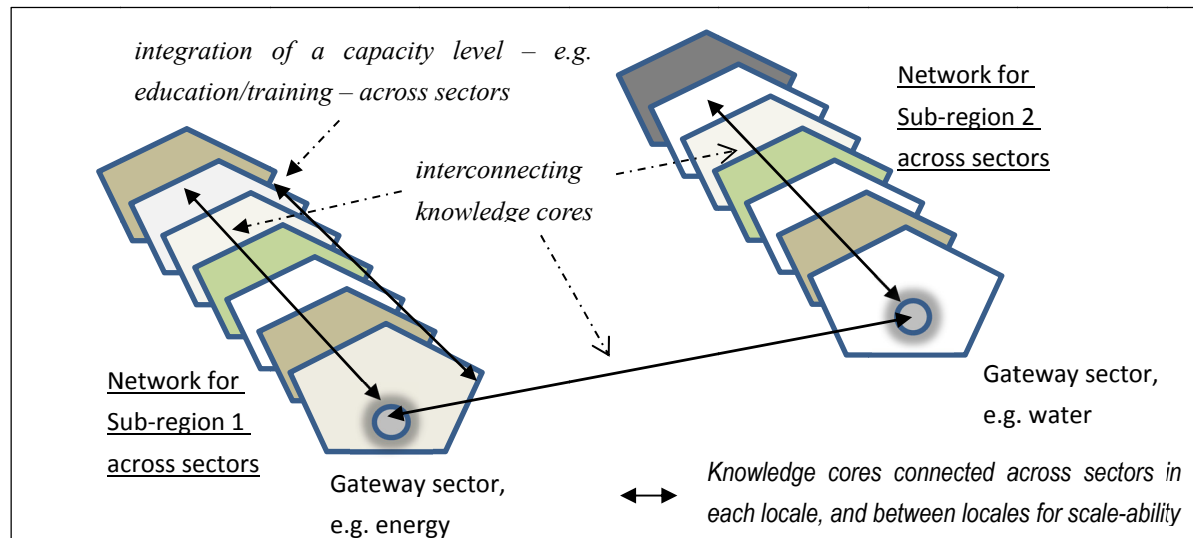 integration of a capacity level – e.g.
education/training – across sectors
Network for
Sub-region 2
across sectors
interconnecting
knowledge cores
Network for
Sub-region 1
across sectors
Gateway sector,
e.g. water
Gateway sector,
e.g. energy
Knowledge cores connected across sectors in
each locale, and between locales for scale-ability